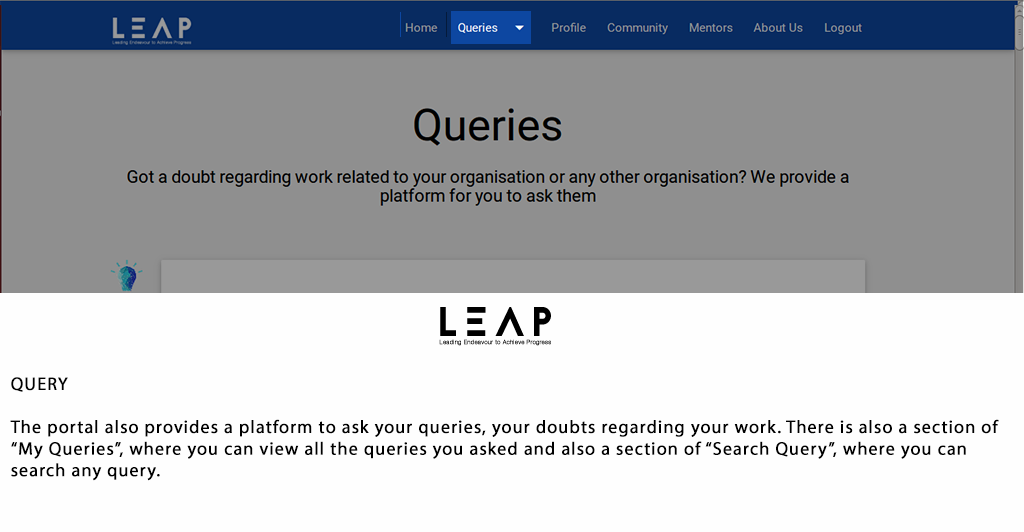 LEAP
Leading Endeavour to Achieve Progress
Home Queries Profile Community Mentors About Us Logout
Queries
Got a doubt regarding work related to your organisation or any other organisation? We provide a
platform for you to ask them
LEAP
Leading Endeavour to Achieve Progress
QUERY
The portal also provides a platform to ask your queries, your doubts regarding your work. There is also a section of
“My Queries”, where you can view all the queries you asked and also a section of “Search Query”, where you can
search any query.